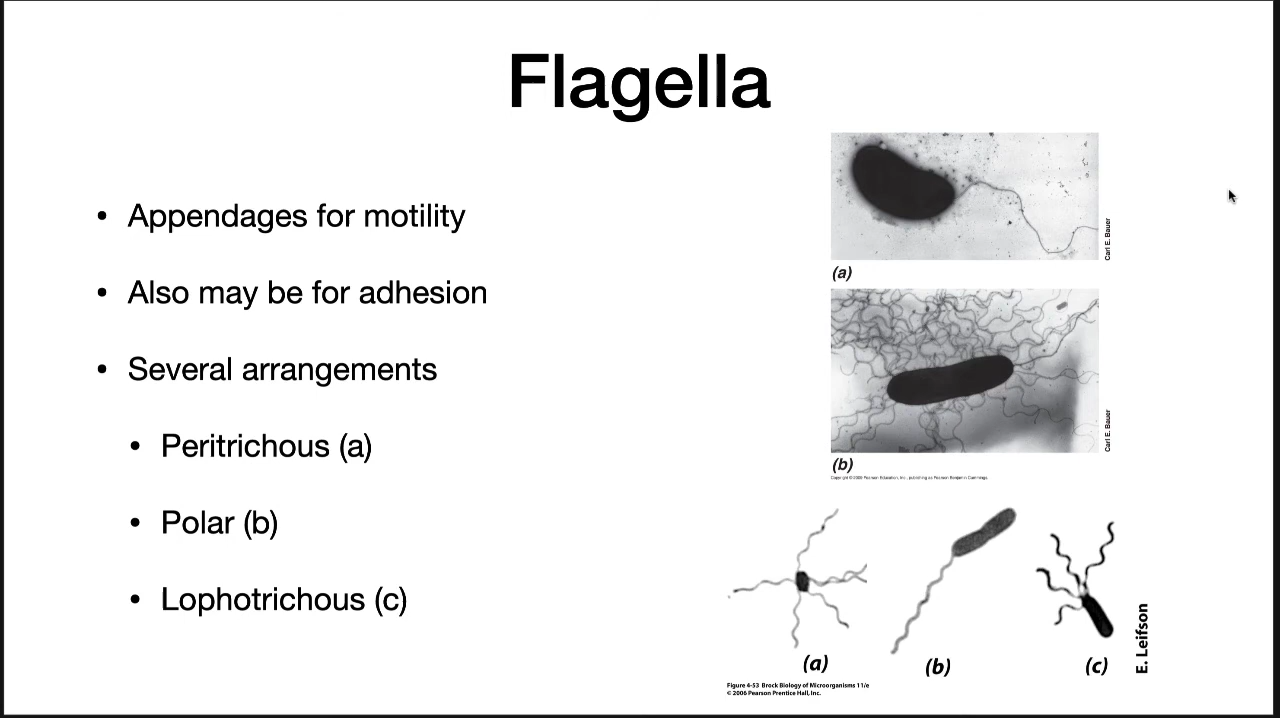 Flagella
• Appendages for motility
• Also may be for adhesion
• Several arrangements
• Peritrichous (a)
• Polar (b)
• Lophotrichous (c)
Carl E. Bauer
(a)
Carl E. Bauer
(b)
Copyright © 2006 Pearson Education, Inc., publishing as Pearson Benjamin Cummings.
(a)
(b)
(c)
E. Leifson
Figure 4-53 Brock Biology of Microorganisms 11/e
© 2006 Pearson Prentice Hall, Inc.